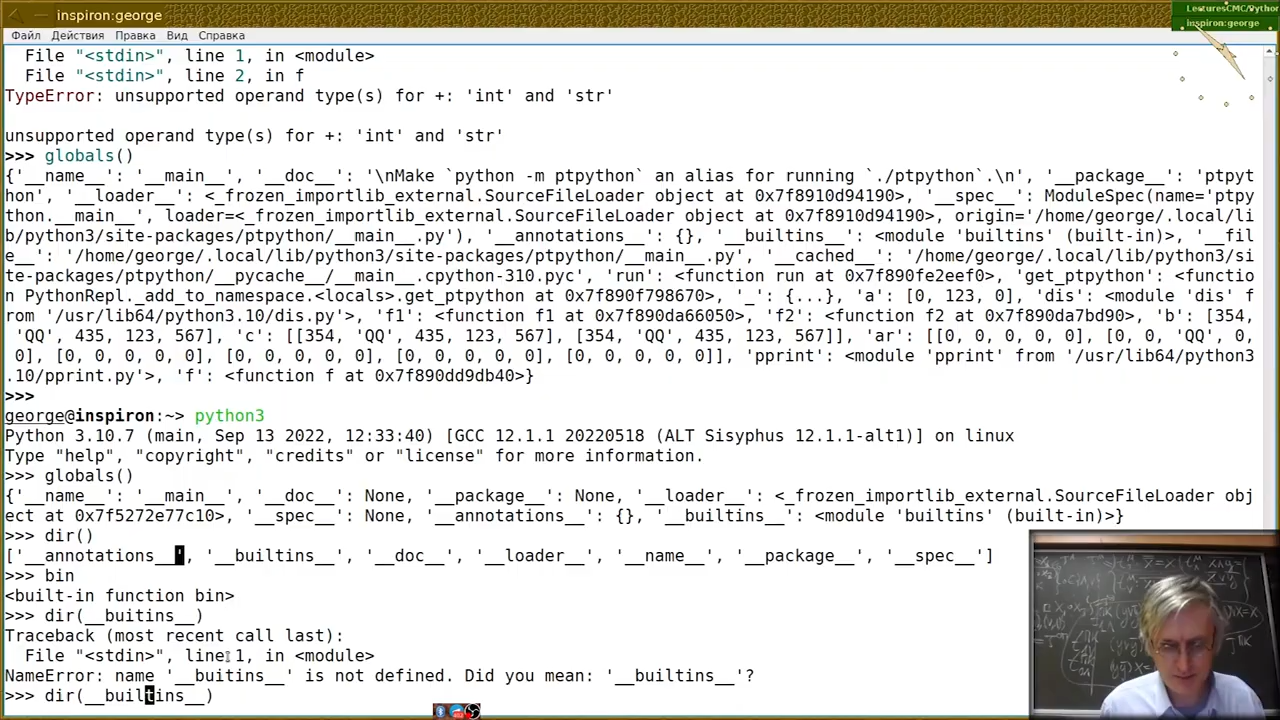 inspiron:george
LecturesCMC/Python
inspiron:george
Файл Действия Правка Вид Справка
  File "<stdin>", line 1, in <module>
  File "<stdin>", line 2, in f
TypeError: unsupported operand type(s) for +: 'int' and 'str'
unsupported operand type(s) for +: 'int' and 'str'
>>> globals()
{'__name__': '__main__', '__doc__': '\nMake `python -m ptpython` an alias for running `./ptpython`.\n', '__package__': 'ptpyt
hon', '__loader__': <_frozen_importlib_external.SourceFileLoader object at 0x7f8910d94190>, '__spec__': ModuleSpec(name='ptpy
thon.__main__', loader=<_frozen_importlib_external.SourceFileLoader object at 0x7f8910d94190>, origin='/home/george/.local/li
b/python3/site-packages/ptpython/__main__.py'), '__annotations__': {}, '__builtins__': <module 'builtins' (built-in)>, '__fil
e__': '/home/george/.local/lib/python3/site-packages/ptpython/__main__.py', '__cached__': '/home/george/.local/lib/python3/si
te-packages/ptpython/__pycache__/__main__.cpython-310.pyc', 'run': <function run at 0x7f890fe2eef0>, 'get_ptpython': <functio
n PythonRepl._add_to_namespace.<locals>.get_ptpython at 0x7f890f798670>, '_': {...}, 'a': [0, 123, 0], 'dis': <module 'dis' f
rom '/usr/lib64/python3.10/dis.py'>, 'f1': <function f1 at 0x7f890da66050>, 'f2': <function f2 at 0x7f890da7bd90>, 'b': [354,
 'QQ', 435, 123, 567], 'c': [[354, 'QQ', 435, 123, 567], [354, 'QQ', 435, 123, 567]], 'ar': [[0, 0, 0, 0, 0], [0, 0, 'QQ', 0,
0], [0, 0, 0, 0, 0], [0, 0, 0, 0, 0], [0, 0, 0, 0, 0], [0, 0, 0, 0, 0]], 'pprint': <module 'pprint' from '/usr/lib64/python3
.10/pprint.py'>, 'f': <function f at 0x7f890dd9db40>}
>>>
george@inspiron:~> python3
Python 3.10.7 (main, Sep 13 2022, 12:33:40) [GCC 12.1.1 20220518 (ALT Sisyphus 12.1.1-alt1)] on linux
Type "help", "copyright", "credits" or "license" for more information.
>>> globals()
{'__name__': '__main__', '__doc__': None, '__package__': None, '__loader__': <_frozen_importlib_external.SourceFileLoader obj
ect at 0x7f5272e77c10>, '__spec__': None, '__annotations__': {}, '__builtins__': <module 'builtins' (built-in)>}
>>> dir()
['__annotations__', '__builtins__', '__doc__', '__loader__', '__name__', '__package__', '__spec__']
>>> bin
<built-in function bin>
>>> dir(__buitins__)
Traceback (most recent call last):
  File "<stdin>", line 1, in <module>
NameError: name '__buitins__' is not defined. Did you mean: '__builtins__'?
>>> dir(__builtins__)